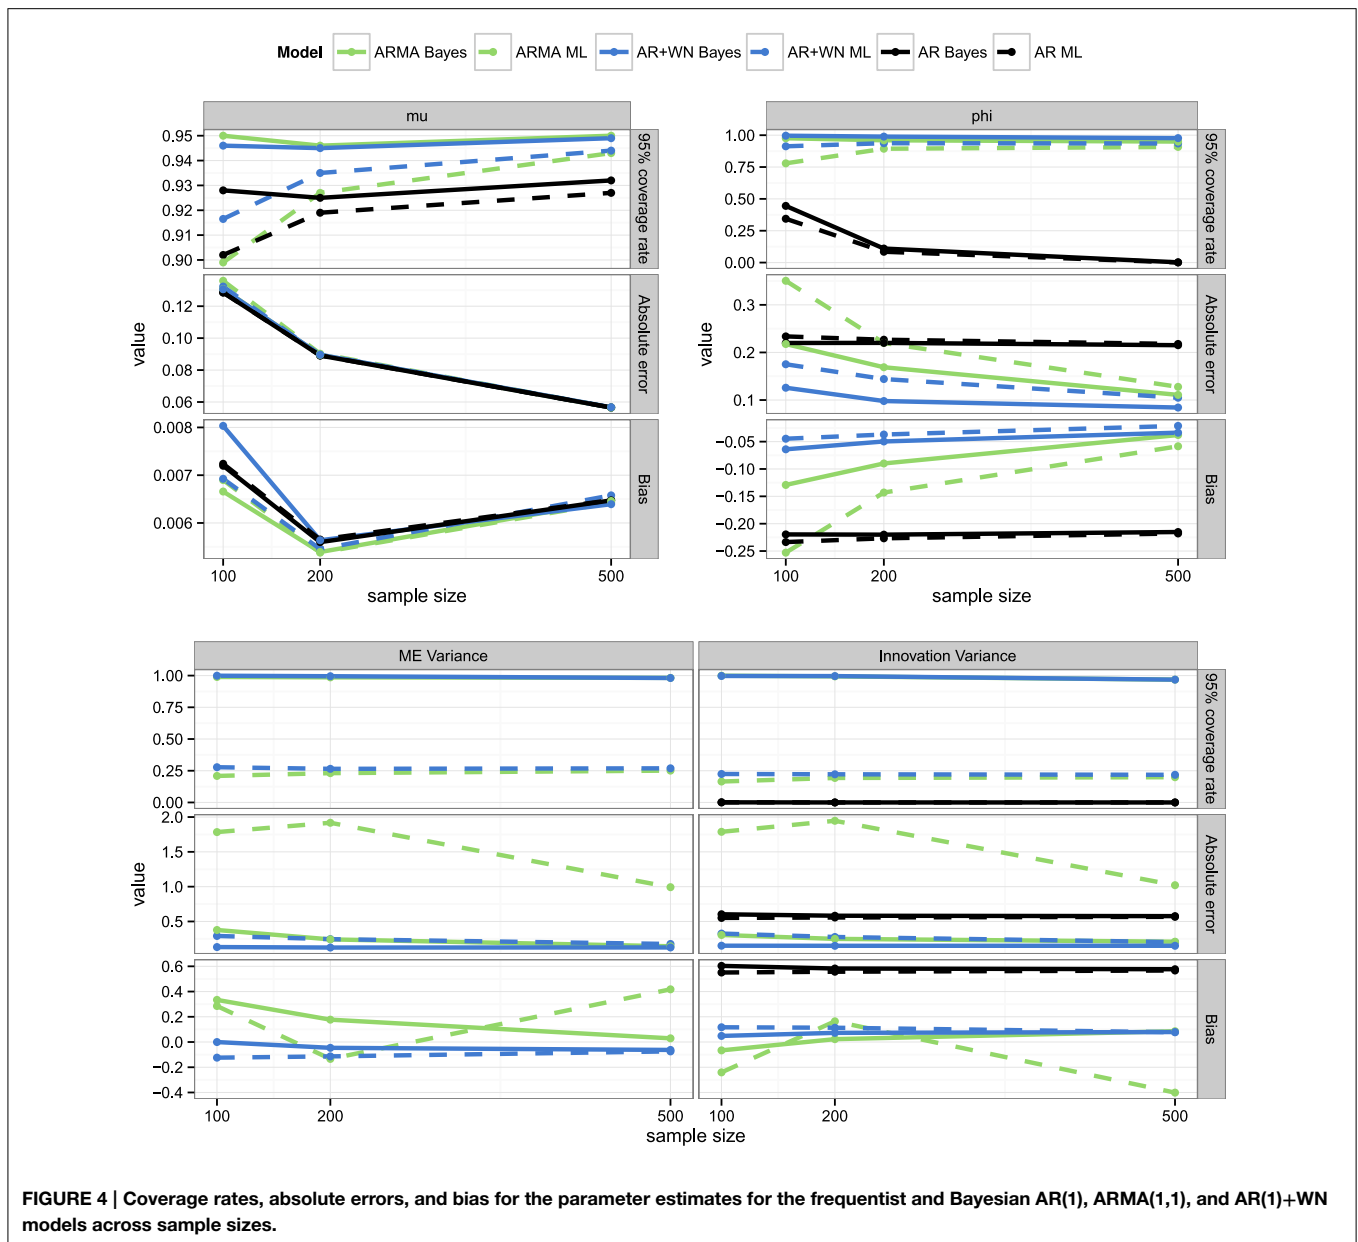 Model ARMA Bayes ARMA ML AR+WN Bayes AR+WN ML AR Bayes AR ML
mu
0.95
0.94
0.93
0.92
0.91
0.90
95% coverage rate
0.12
0.10
0.08
0.06
Absolute error
0.008
0.007
0.006
Bias
value
100 200 500
sample size
phi
1.00
0.75
0.50
0.25
0.00
95% coverage rate
0.3
0.2
0.1
Absolute error
−0.05
−0.10
−0.15
−0.20
−0.25
Bias
value
100 200 500
sample size
ME Variance Innovation Variance
1.00
0.75
0.50
0.25
0.00
95% coverage rate
2.0
1.5
1.0
0.5
Absolute error
0.6
0.4
0.2
0.0
−0.2
−0.4
Bias
value
100 200 500 100 200 500
sample size
FIGURE 4 | Coverage rates, absolute errors, and bias for the parameter estimates for the frequentist and Bayesian AR(1), ARMA(1,1), and AR(1)+WN
models across sample sizes.